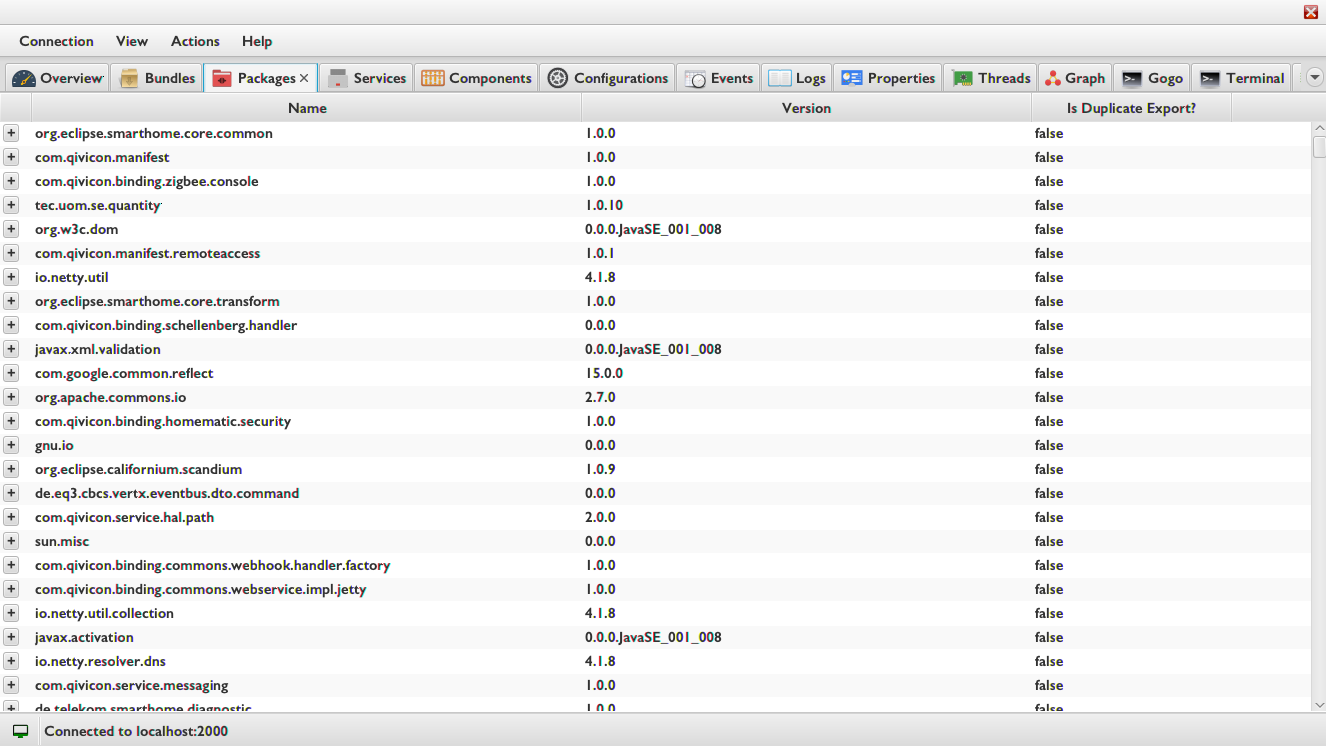 Connection View Actions Help
Overview Bundles Packages Services Components Configurations Events Logs Properties Threads Graph Gogo Terminal
Name Version Is Duplicate Export?
org.eclipse.smarthome.core.common 1.0.0 false
com.qivicon.manifest 1.0.0 false
com.qivicon.binding.zigbee.console 1.0.0 false
tec.uom.se.quantity 1.0.10 false
org.w3c.dom 0.0.0.JavaSE_001_008 false
com.qivicon.manifest.remoteaccess 1.0.1 false
io.netty.util 4.1.8 false
org.eclipse.smarthome.core.transform 1.0.0 false
com.qivicon.binding.schellenberg.handler 0.0.0 false
javax.xml.validation 0.0.0.JavaSE_001_008 false
com.google.common.reflect 15.0.0 false
org.apache.commons.io 2.7.0 false
com.qivicon.binding.homematic.security 1.0.0 false
gnu.io 0.0.0 false
org.eclipse.californium.scandium 1.0.9 false
de.eq3.cbcs.vertx.eventbus.dto.command 0.0.0 false
com.qivicon.service.hal.path 2.0.0 false
sun.misc 0.0.0 false
com.qivicon.binding.commons.webhook.handler.factory 1.0.0 false
com.qivicon.binding.commons.webservice.impl.jetty 1.0.0 false
io.netty.util.collection 4.1.8 false
javax.activation 0.0.0.JavaSE_001_008 false
io.netty.resolver.dns 4.1.8 false
com.qivicon.service.messaging 1.0.0 false
de.telekom.smarthome.diagnostic 1.0.0 false
Connected to localhost:2000